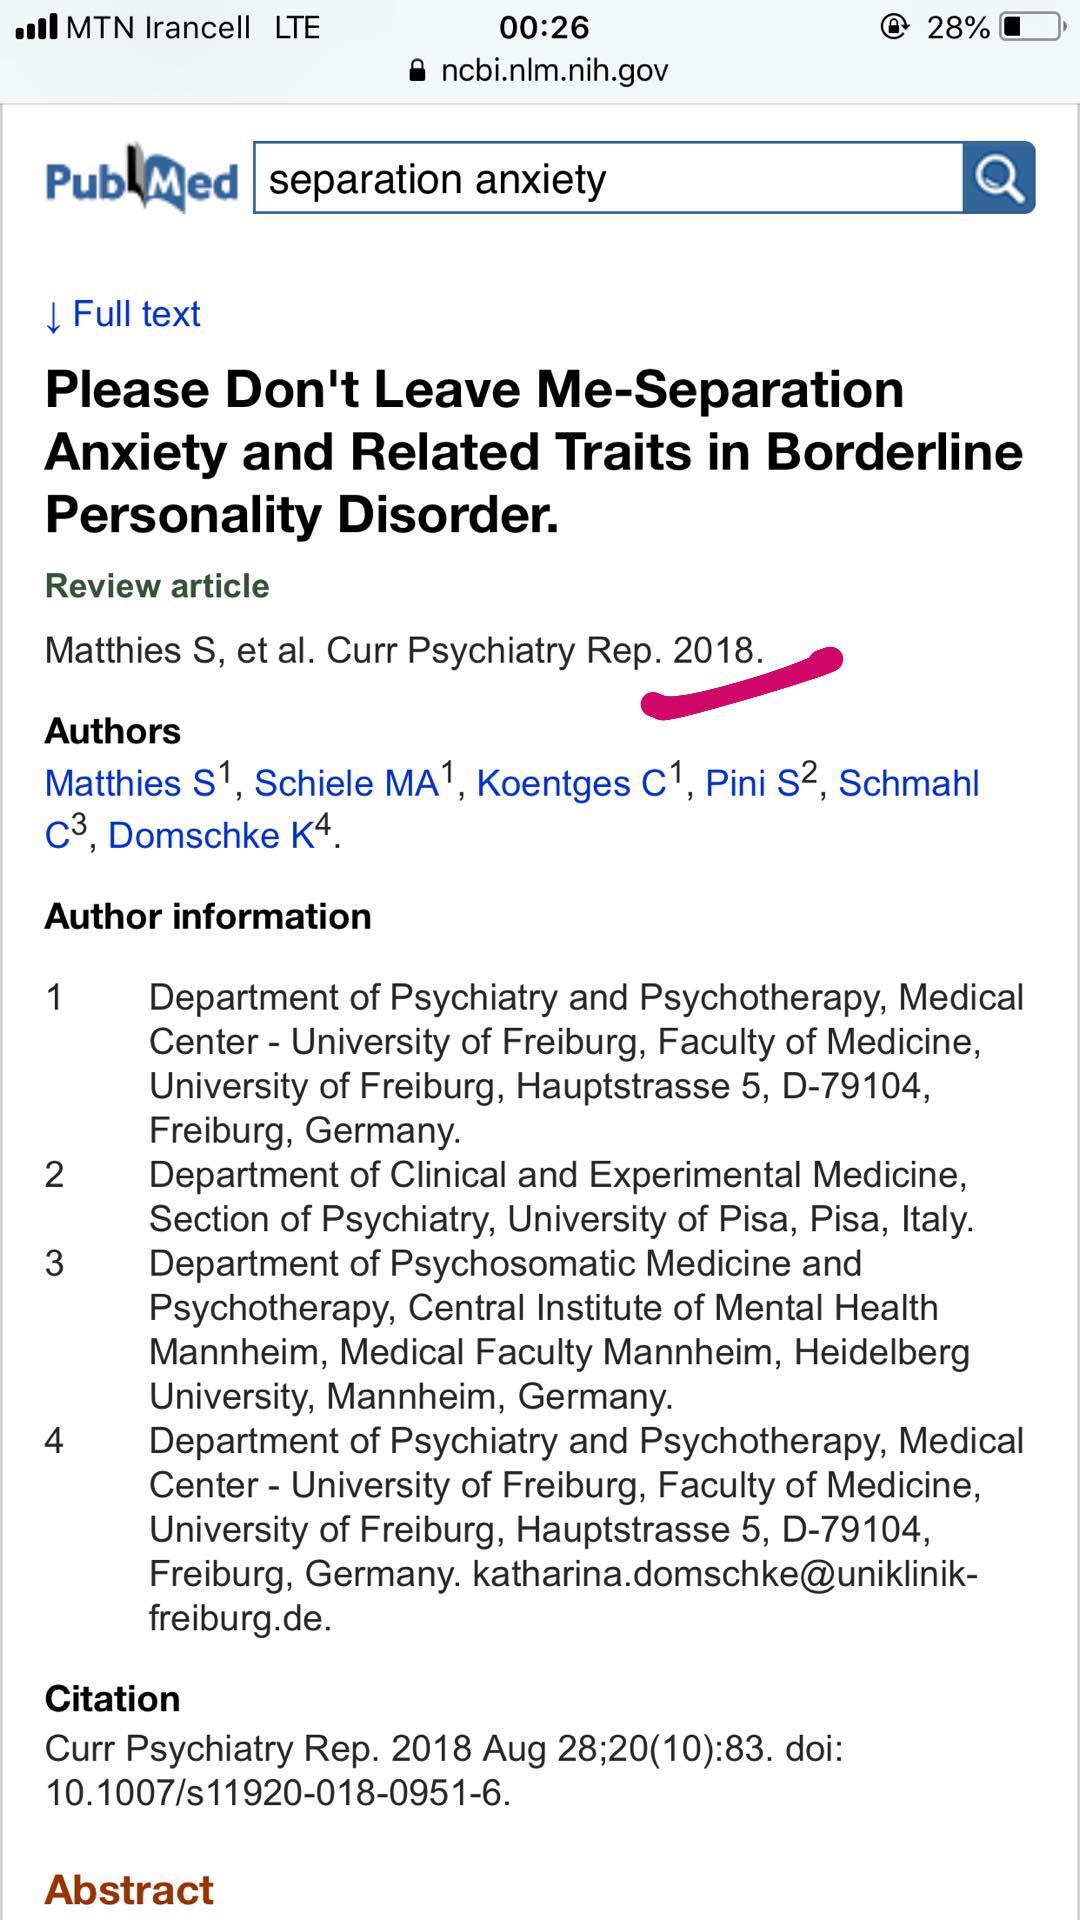 MTN Irancell LTE 00:26 28%
ncbi.nlm.nih.gov
PubMed separation anxiety
↓ Full text
Please Don't Leave Me-Separation
Anxiety and Related Traits in Borderline
Personality Disorder.
Review article
Matthies S, et al. Curr Psychiatry Rep. 2018.
Authors
Matthies S1, Schiele MA1, Koentges C1, Pini S2, Schmahl
C3, Domschke K4.
Author information
1 Department of Psychiatry and Psychotherapy, Medical
Center - University of Freiburg, Faculty of Medicine,
University of Freiburg, Hauptstrasse 5, D-79104,
Freiburg, Germany.
2 Department of Clinical and Experimental Medicine,
Section of Psychiatry, University of Pisa, Pisa, Italy.
3 Department of Psychosomatic Medicine and
Psychotherapy, Central Institute of Mental Health
Mannheim, Medical Faculty Mannheim, Heidelberg
University, Mannheim, Germany.
4 Department of Psychiatry and Psychotherapy, Medical
Center - University of Freiburg, Faculty of Medicine,
University of Freiburg, Hauptstrasse 5, D-79104,
Freiburg, Germany. katharina.domschke@uniklinik-
freiburg.de.
Citation
Curr Psychiatry Rep. 2018 Aug 28;20(10):83. doi:
10.1007/s11920-018-0951-6.
Abstract